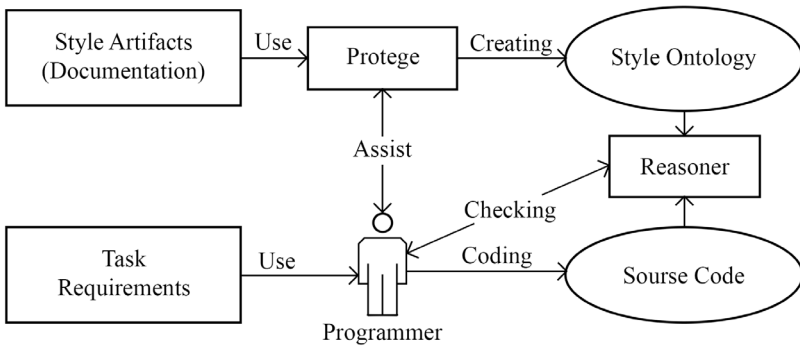 Style Artifacts
(Documentation)
Use
Protege
Creating
Style Ontology
Assist
Reasoner
Checking
Task
Requirements
Use
Coding
Sourse Code
Programmer